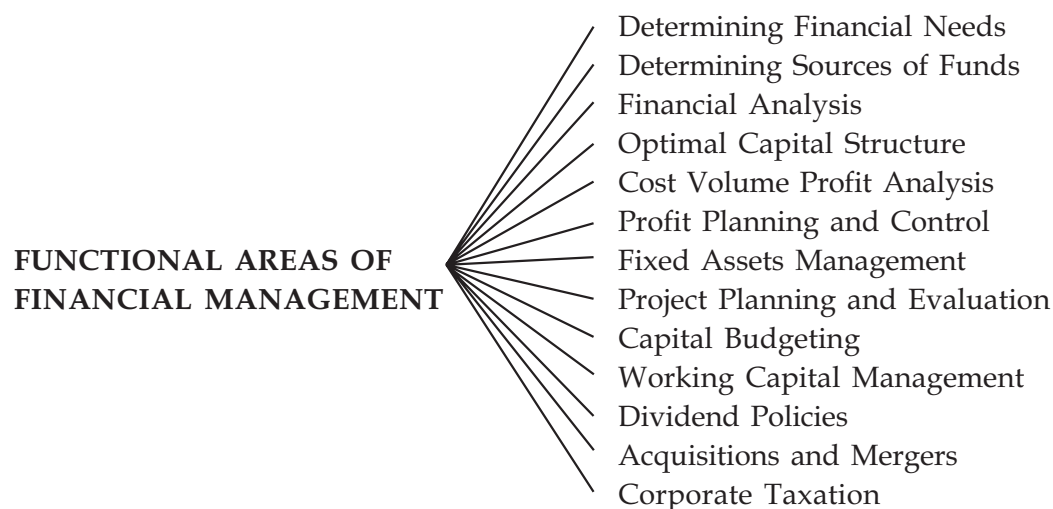 FUNCTIONAL AREAS OF
FINANCIAL MANAGEMENT
Determining Financial Needs
Determining Sources of Funds
Financial Analysis
Optimal Capital Structure
Cost Volume Profit Analysis
Profit Planning and Control
Fixed Assets Management
Project Planning and Evaluation
Capital Budgeting
Working Capital Management
Dividend Policies
Acquisitions and Mergers
Corporate Taxation